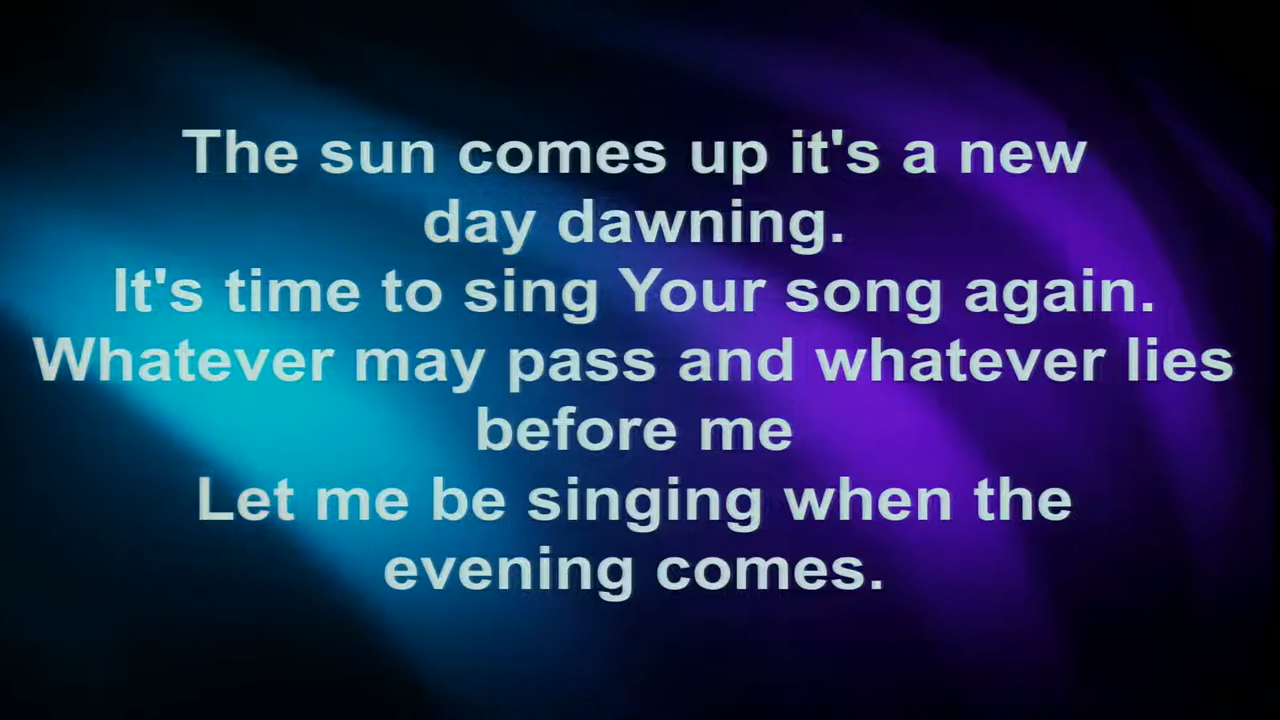 The sun comes up it's a new
day dawning.
It's time to sing Your song again.
Whatever may pass and whatever lies
before me
Let me be singing when the
evening comes.